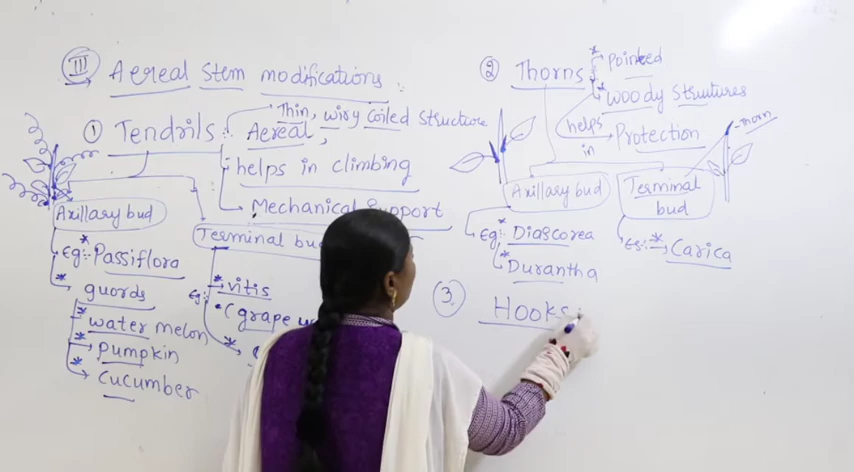 III Aereal stem modifications :
① Tendrils :
Thin, wiry coiled structure
Aereal,
helps in climbing
Mechanical support
Axillary bud
Eg:- * Passiflora
* guords
* water melon
* Pumpkin
* Cucumber
Terminal bud
Eg:- * vitis
* (grape
② Thorns
* Pointed
* Woody Strutures
helps in Protection
Thorn
Axillary bud
Eg:- * Diascorea
* Durantha
Terminal bud
Eg:- * Carica
③. Hooks :